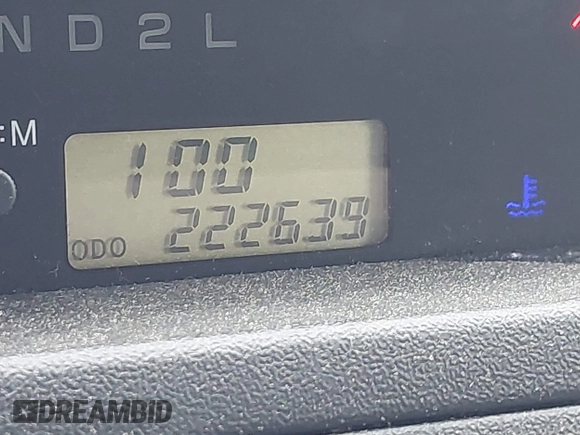 N D 2 L
:M
100
ODO 222639
DREAMBID